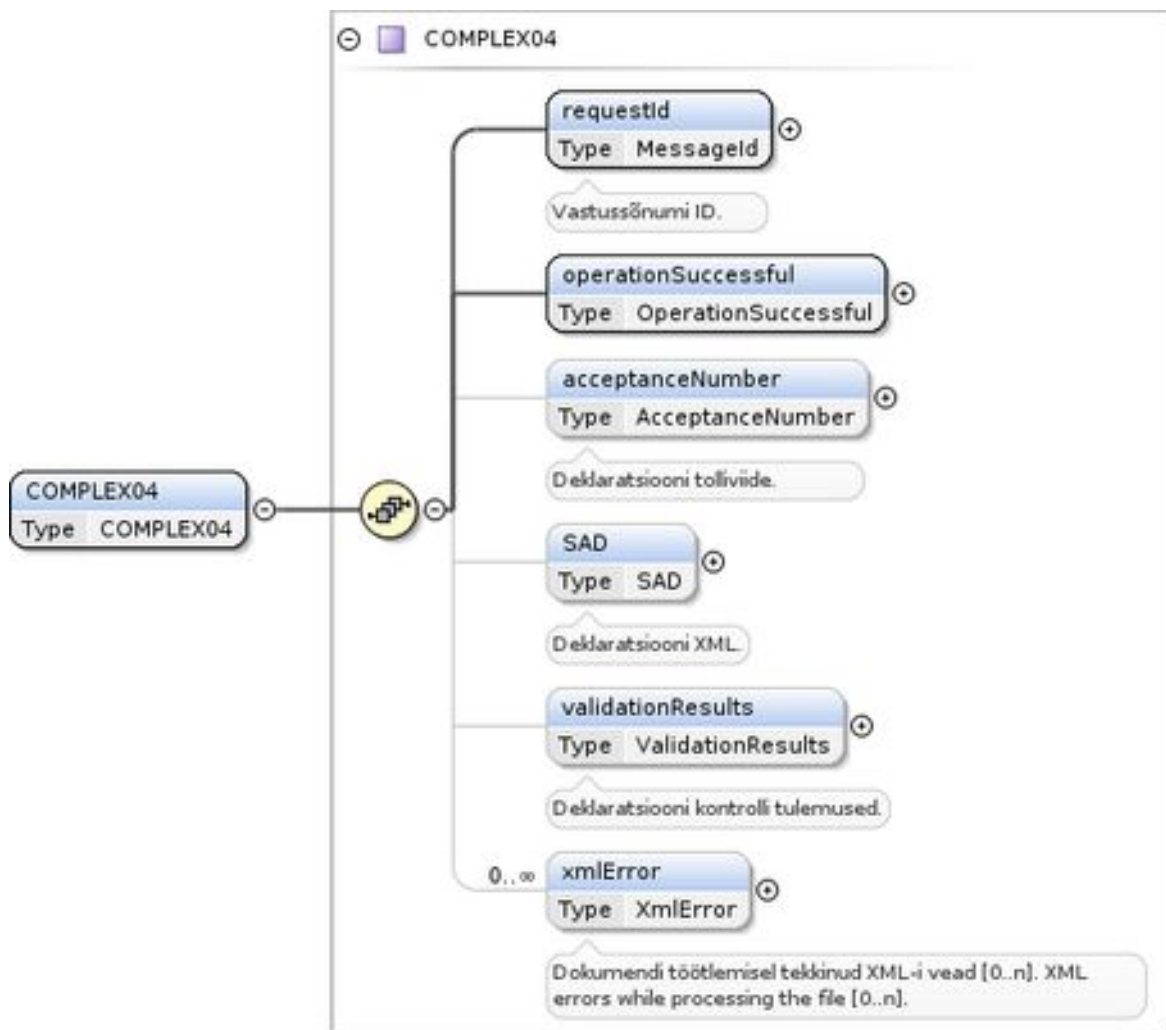 COMPLEX04
requestId
Type MessageId
Vastussõnumi ID.
operationSuccessful
Type OperationSuccessful
acceptanceNumber
Type AcceptanceNumber
Deklaratsiooni tolliviide.
COMPLEX04
Type COMPLEX04
SAD
Type SAD
Deklaratsiooni XML.
validationResults
Type ValidationResults
Deklaratsiooni kontrolli tulemused.
0..∞
xmlError
Type XmlError
Dokumendi töötlemisel tekkinud XML-i vead [0..n]. XML
errors while processing the file [0..n].